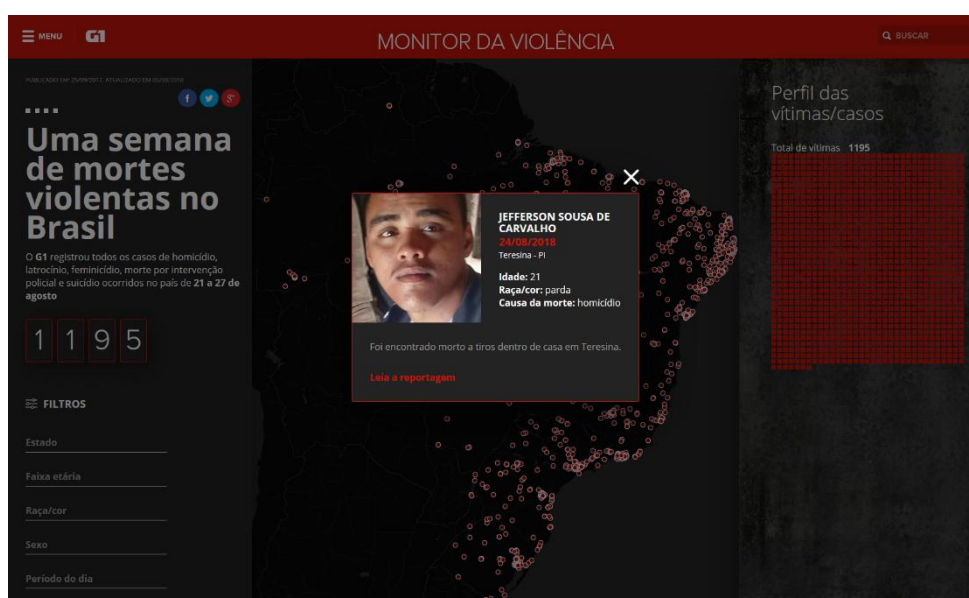 MENU
G1
MONITOR DA VIOLÊNCIA
BUSCAR
Uma semana
de mortes
violentas no
Brasil
O G1 registrou todos os casos de homicídio,
latrocínio, feminicídio, morte por intervenção
policial e suicídio ocorridos no país de 21 a 27 de
agosto
1 1 9 5
FILTROS
Estado
Faixa etária
Raça/cor
Sexo
Período do dia
JEFFERSON SOUSA DE
CARVALHO
24/08/2018
Teresina - PI
Idade: 21
Raça/cor: parda
Causa da morte: homicídio
Foi encontrado morto a tiros dentro de casa em Teresina.
Leia a reportagem
Perfil das
vítimas/casos
Total de vítimas 1195